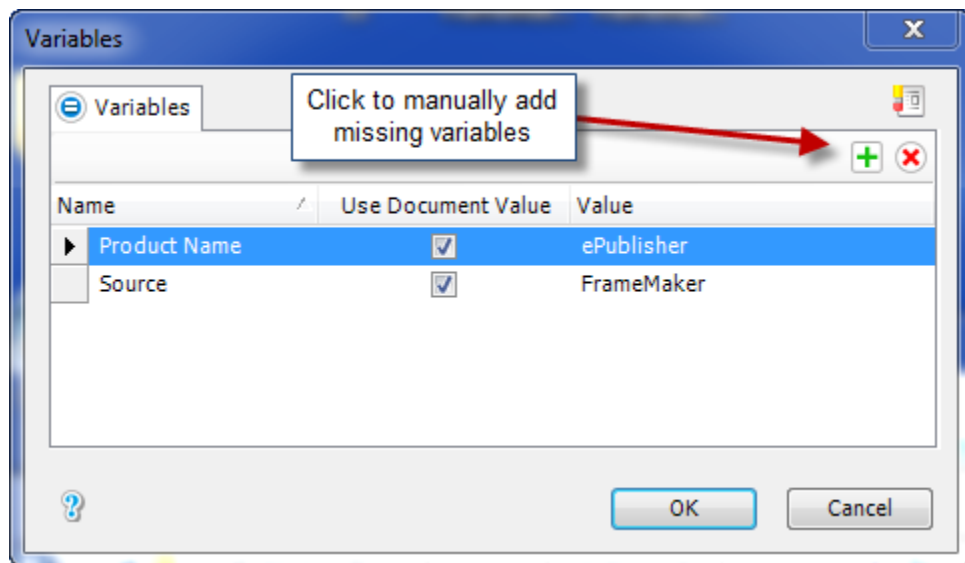 Variables
Variables
Click to manually add
missing variables
Name Use Document Value Value
Product Name ePublisher
Source FrameMaker
OK Cancel